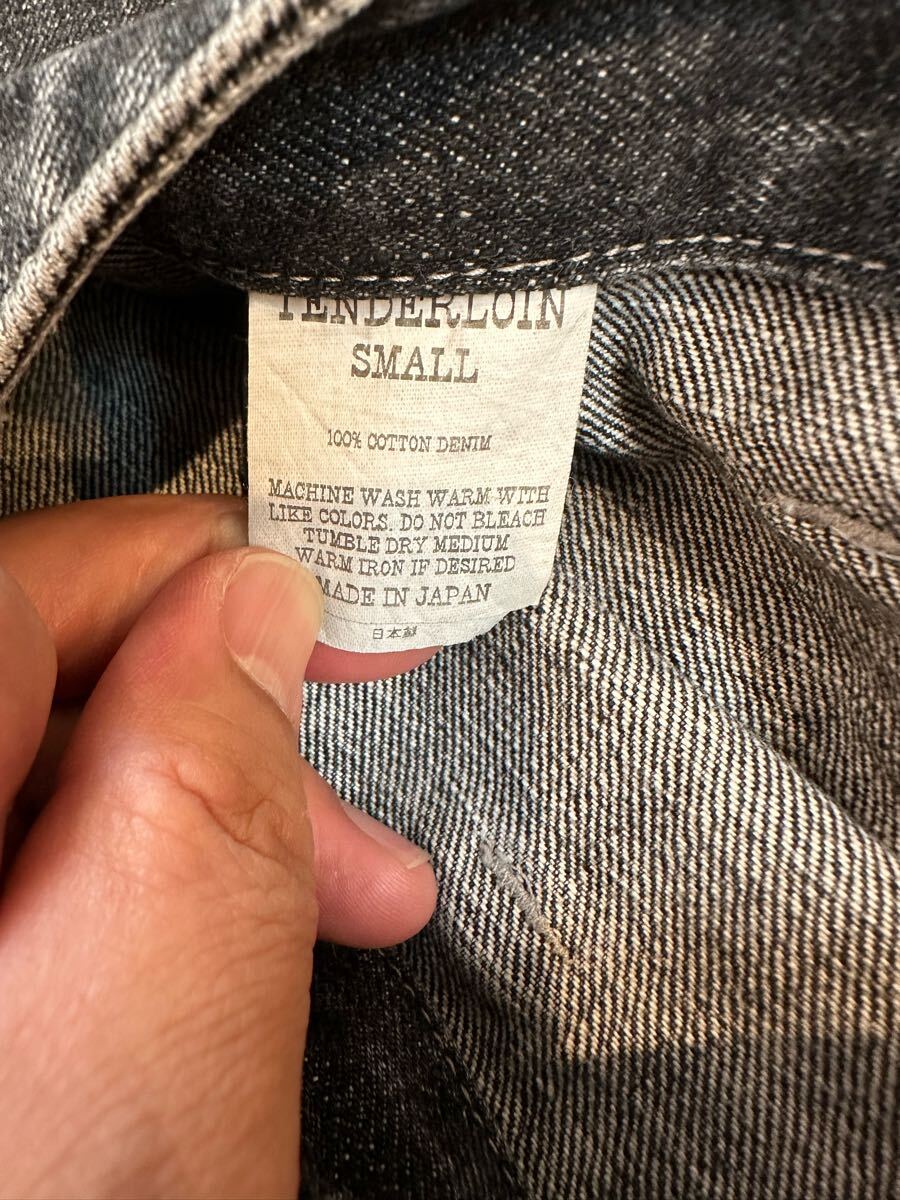 TENDERLOIN
SMALL
100% COTTON DENIM
MACHINE WASH WARM WITH
LIKE COLORS. DO NOT BLEACH
TUMBLE DRY MEDIUM
WARM IRON IF DESIRED
MADE IN JAPAN
日本製